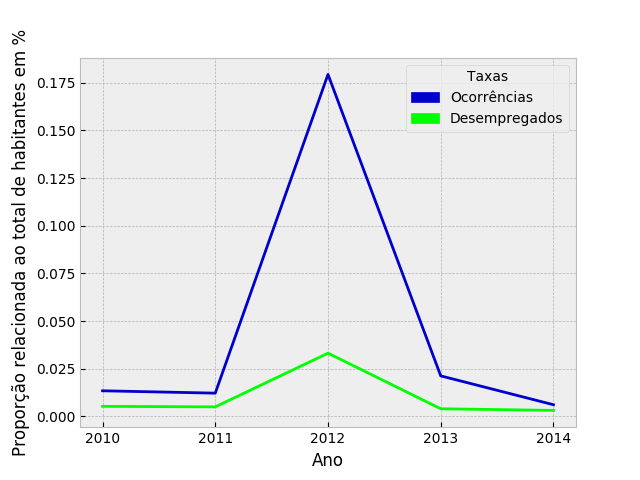 Proporção relacionada ao total de habitantes em %
0.175
0.150
0.125
0.100
0.075
0.050
0.025
0.000
Taxas
Ocorrências
Desempregados
2010 2011 2012 2013 2014
Ano